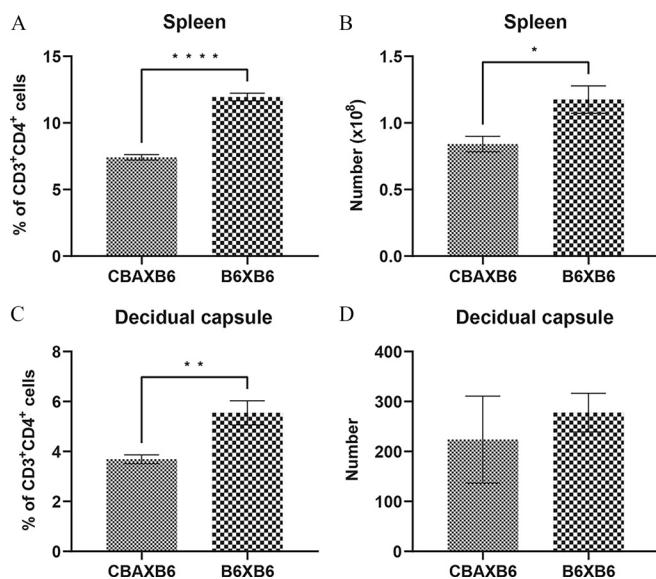 A
Spleen
% of CD3⁺CD4⁺ cells
15
10
5
0
* * * *
CBAXB6
B6XB6
B
Spleen
Number (x10⁸)
1.5
1.0
0.5
0.0
*
CBAXB6
B6XB6
C
Decidual capsule
% of CD3⁺CD4⁺ cells
8
6
4
2
0
* *
CBAXB6
B6XB6
D
Decidual capsule
Number
400
300
200
100
0
CBAXB6
B6XB6